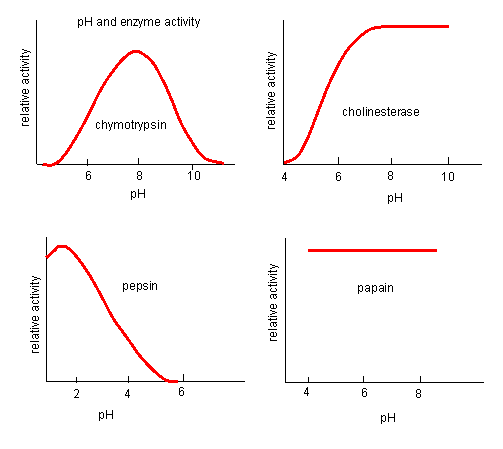 pH and enzyme activity
relative activity
chymotrypsin
6 8 10
pH
relative activity
cholinesterase
4 6 8 10
pH
relative activity
pepsin
2 4 6
pH
relative activity
papain
4 6 8
pH